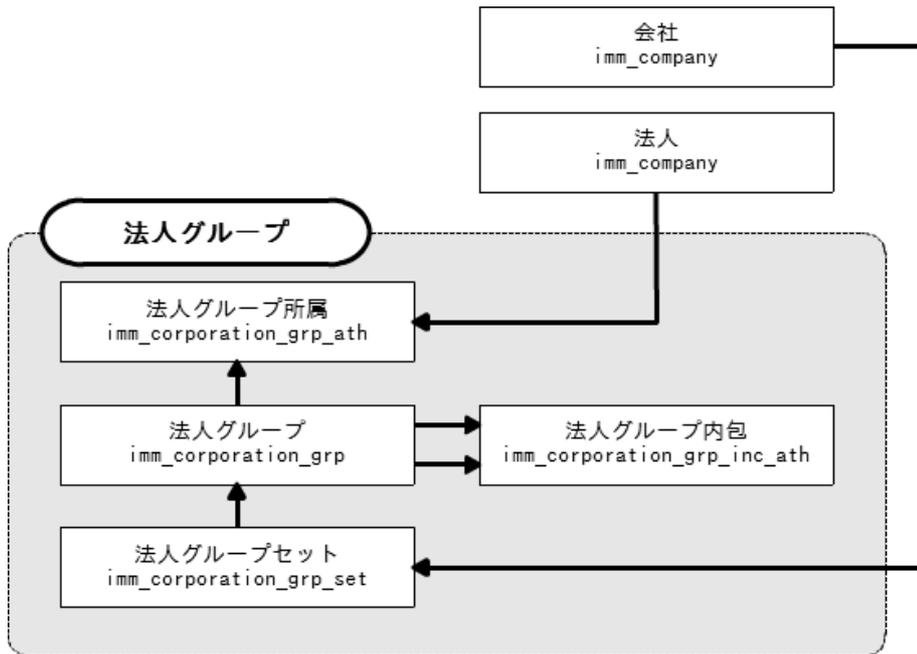 会社
imm_company
法人
imm_company
法人グループ
法人グループ所属
imm_corporation_grp_ath
法人グループ
imm_corporation_grp
法人グループ内包
imm_corporation_grp_inc_ath
法人グループセット
imm_corporation_grp_set